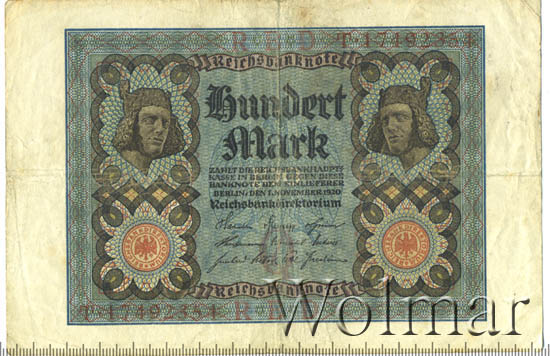 T·17492354
Reichsbanknote
Hundert
Mark
ZAHLT DIE REICHSBANKHAUPT-
KASSE IN BERLIN GEGEN DIESE
BANKNOTE DEM EINLIEFERER
BERLIN, DEN 1. NOVEMBER 1920
Reichsbankdirektorium
Reichsbanknote
T·17492354
Wolmar